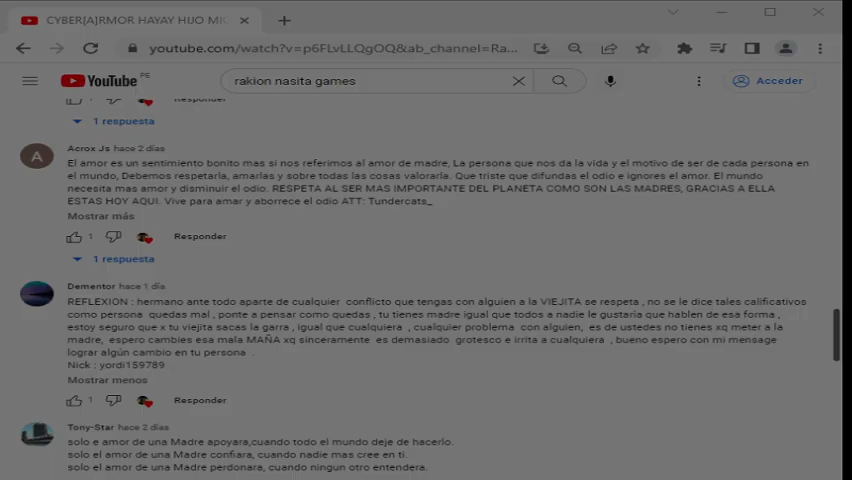 CYBER[A]RMOR HAYAY HIJO MIC
youtube.com/watch?v=p6FLvLLQgOQ&ab_channel=Ra...
YouTube PE
rakion nasita games
Acceder
Responder
1 respuesta
A
Acrox Js hace 2 días
El amor es un sentimiento bonito mas si nos referimos al amor de madre, La persona que nos da la vida y el motivo de ser de cada persona en
el mundo, Debemos respetarla, amarlas y sobre todas las cosas valorarla. Que triste que difundas el odio e ignores el amor. El mundo
necesita mas amor y disminuir el odio. RESPETA AL SER MAS IMPORTANTE DEL PLANETA COMO SON LAS MADRES, GRACIAS A ELLA
ESTAS HOY AQUI. Vive para amar y aborrece el odio ATT: Tundercats_
Mostrar más
1 Responder
1 respuesta
Dementor hace 1 día
REFLEXION : hermano ante todo aparte de cualquier conflicto que tengas con alguien a la VIEJITA se respeta , no se le dice tales calificativos
como persona quedas mal , ponte a pensar como quedas , tu tienes madre igual que todos a nadie le gustaría que hablen de esa forma ,
estoy seguro que x tu viejita sacas la garra , igual que cualquiera , cualquier problema con alguien, es de ustedes no tienes xq meter a la
madre, espero cambies esa mala MAÑA xq sinceramente es demasiado grotesco e irrita a cualquiera , bueno espero con mi mensage
lograr algún cambio en tu persona .
Nick : yordi159789
Mostrar menos
1 Responder
Tony-Star hace 2 días
solo e amor de una Madre apoyara,cuando todo el mundo deje de hacerlo.
solo el amor de una Madre confiara, cuando nadie mas cree en ti.
solo el amor de una Madre perdonara, cuando ningun otro entendera.